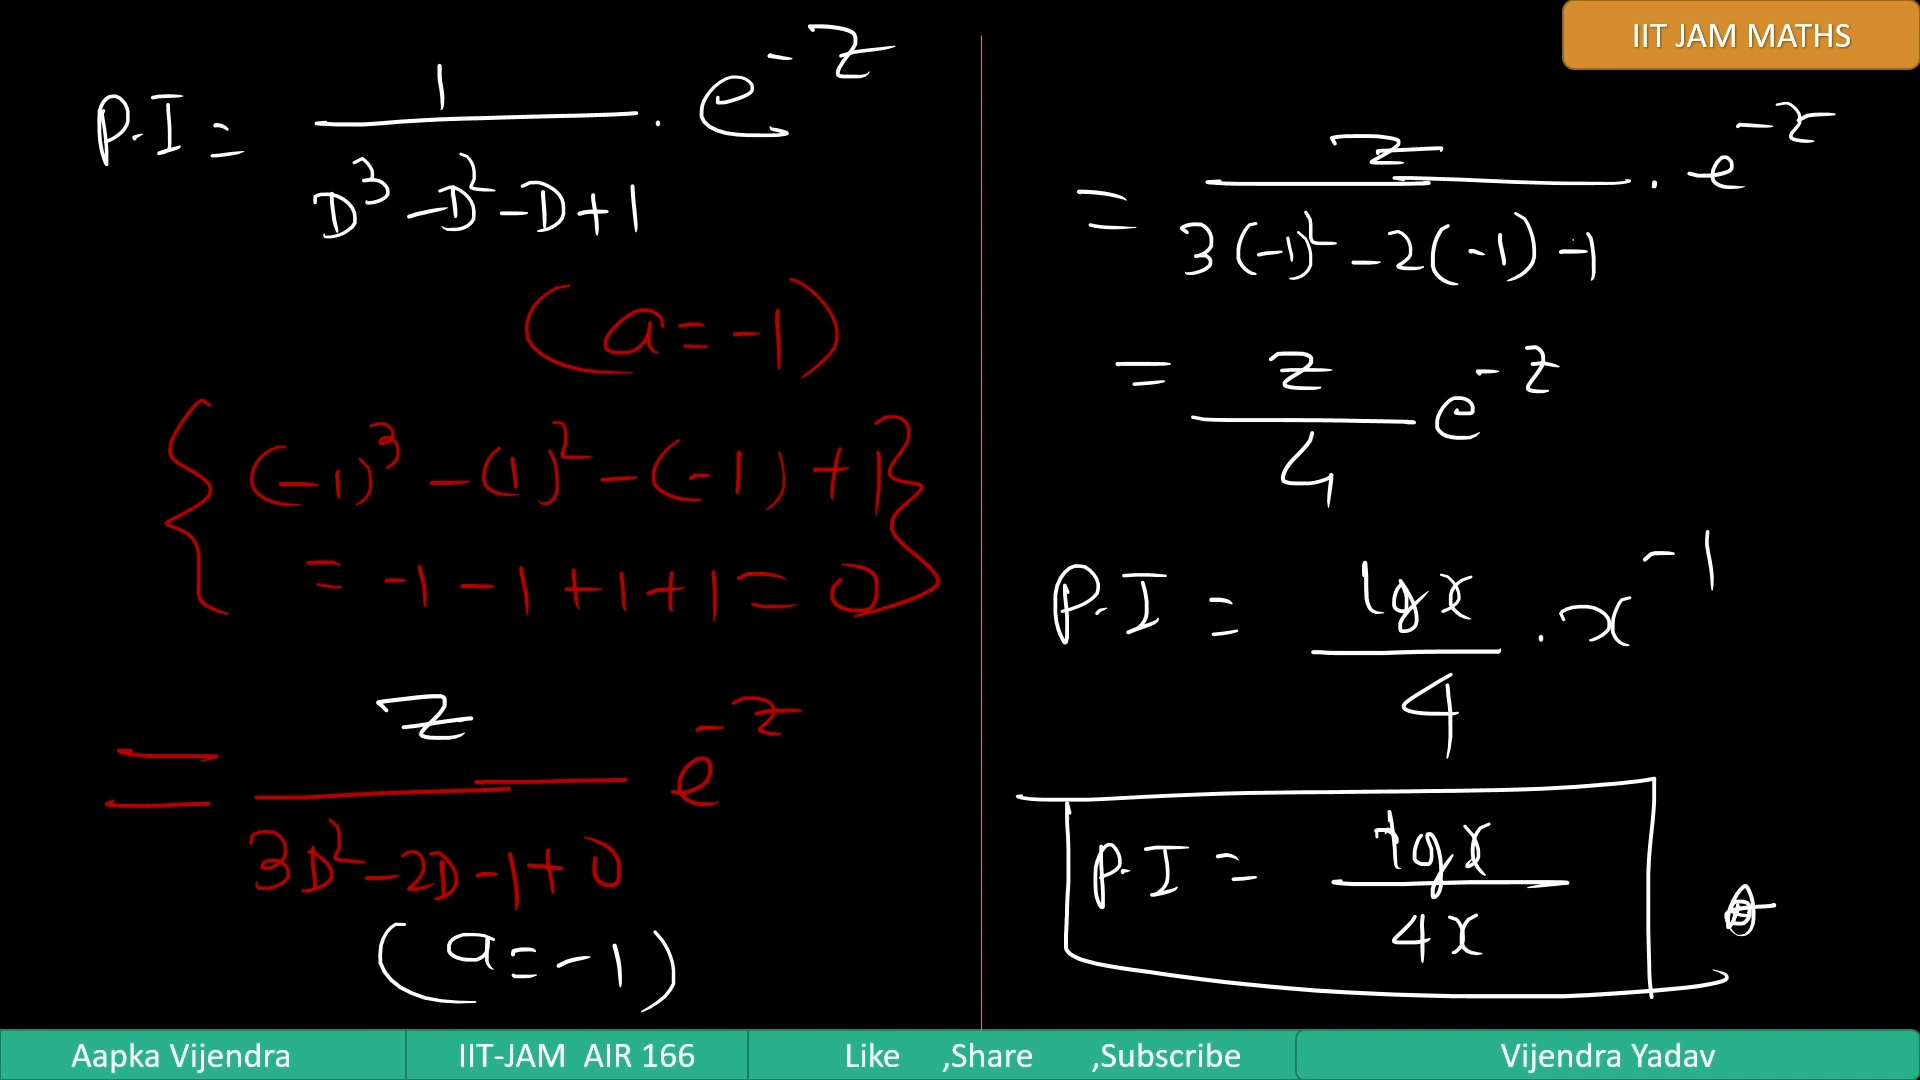 IIT JAM MATHS
P.I = 1 / (D³ - D² - D + 1) . e^(-z)
(a = -1)
{(-1)³ - (1)² - (-1) + 1
= -1 - 1 + 1 + 1 = 0}
= z / (3D² - 2D - 1 + 0) e^(-z)
(a = -1)
= z / (3(-1)² - 2(-1) - 1) . e^(-z)
= z / 4 e^(-z)
P.I = lgx / 4 . x^(-1)
P.I = lgx / 4x
Aapka Vijendra
IIT-JAM AIR 166
Like ,Share ,Subscribe
Vijendra Yadav